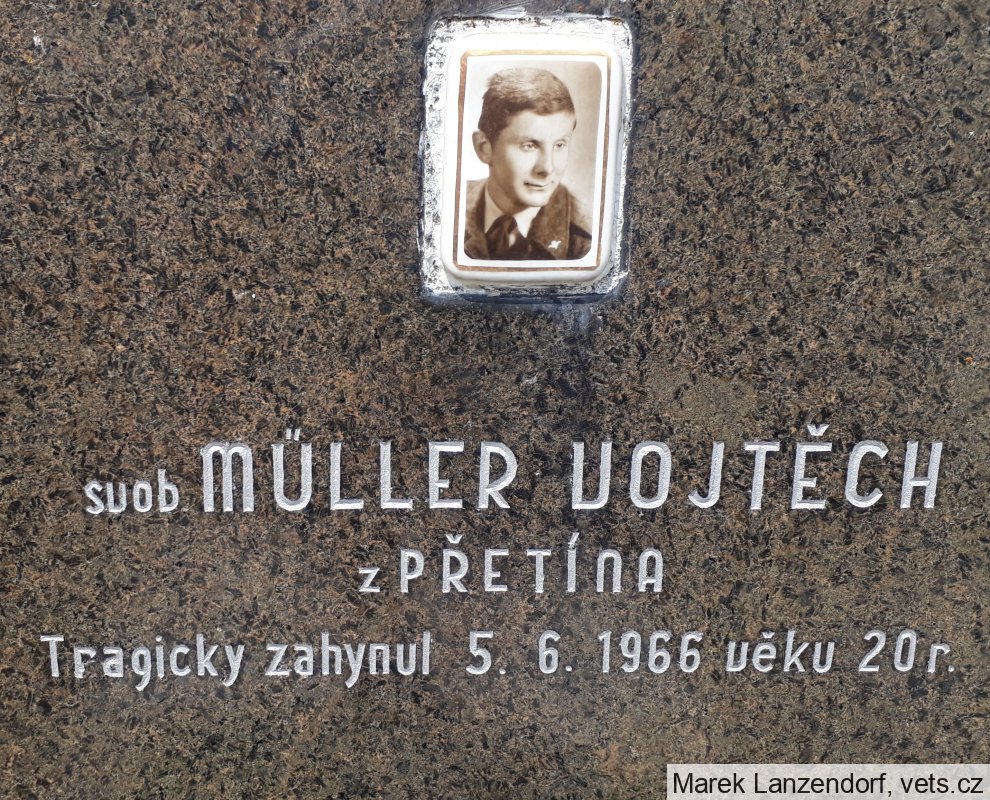 svob. MÜLLER VOJTĚCH
z PŘETÍNA
Tragicky zahynul 5. 6. 1966 věku 20 r.
Marek Lanzendorf, vets.cz